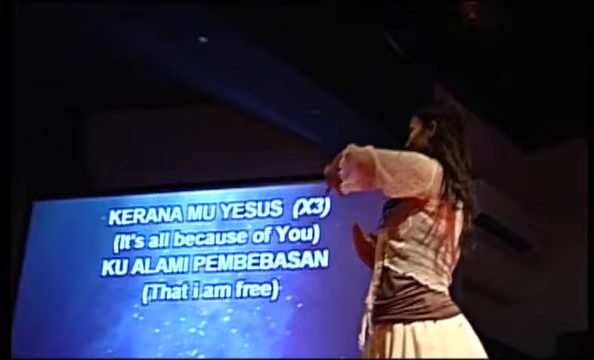 KERANA MU YESUS (X3)
(It's all because of You)
KU ALAMI PEMBEBASAN
(That i am free)